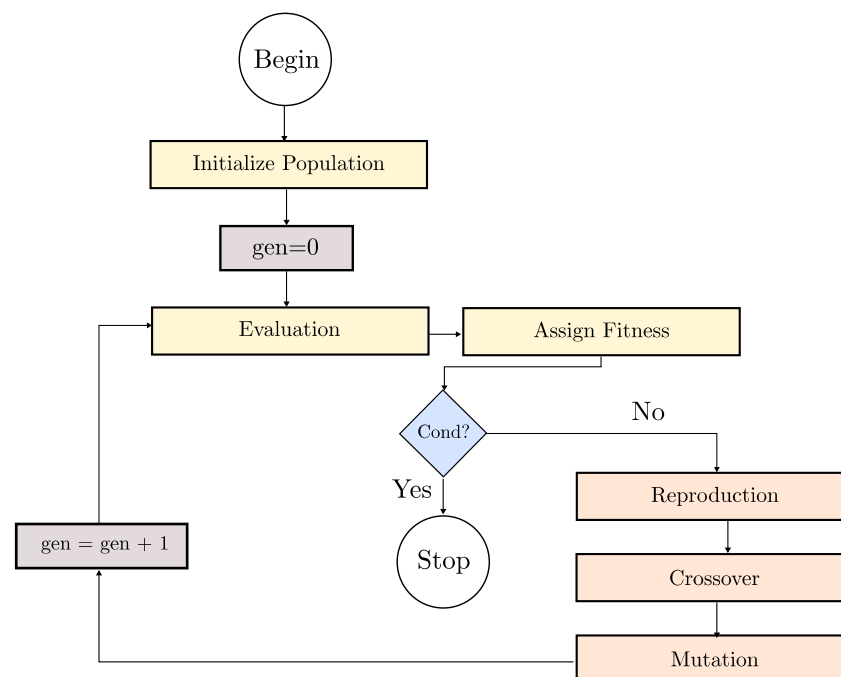 Begin
Initialize Population
gen=0
Evaluation
Assign Fitness
Cond?
No
Yes
Reproduction
gen = gen + 1
Stop
Crossover
Mutation